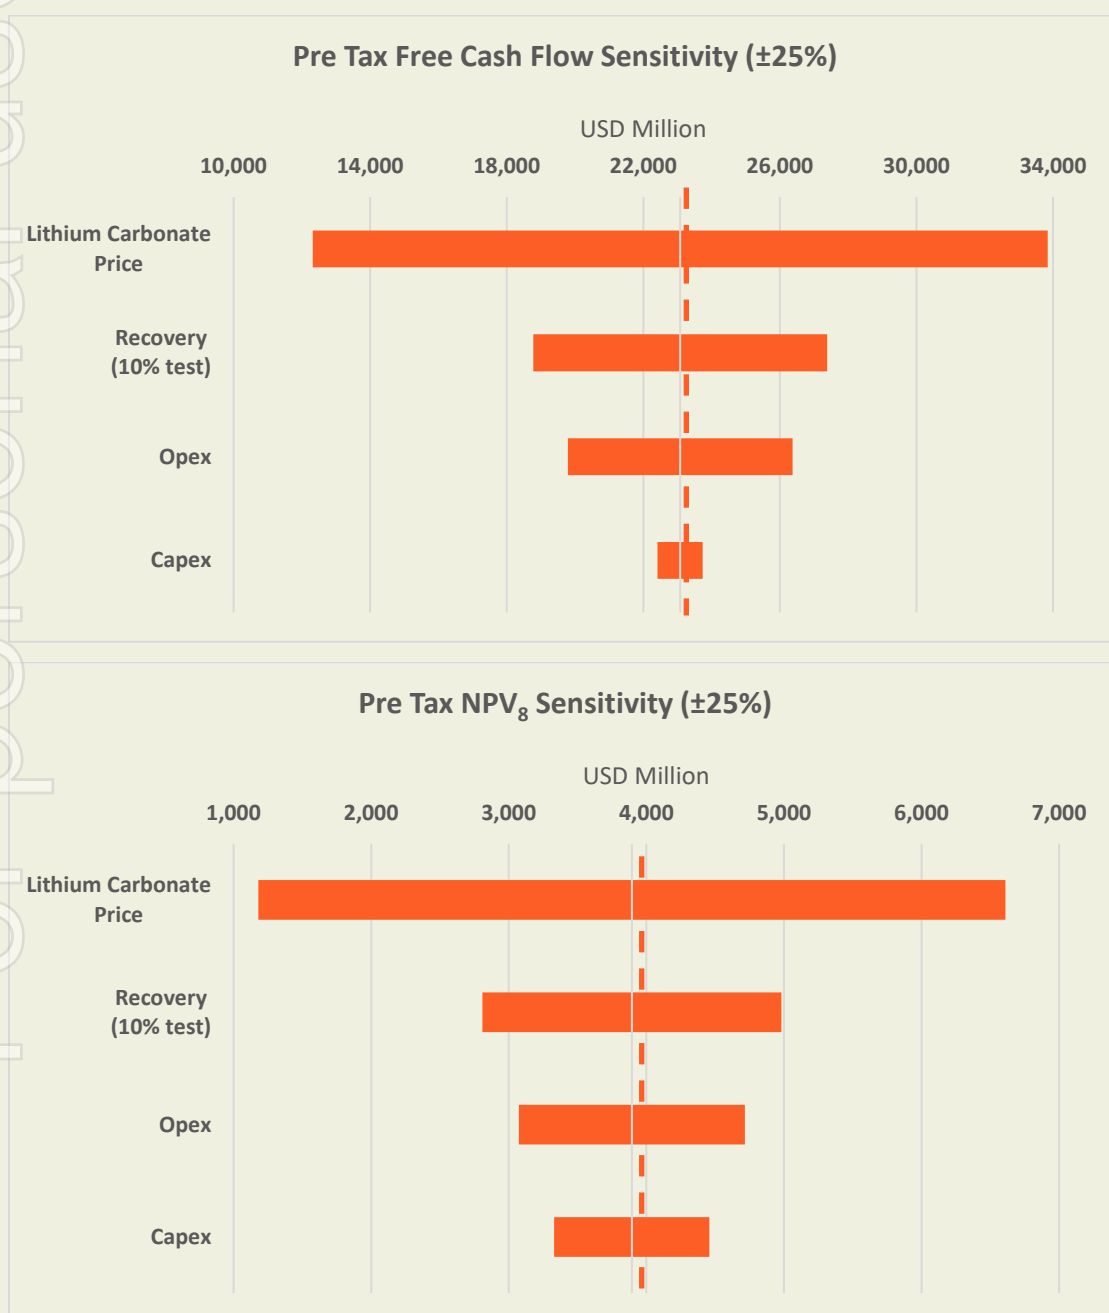 Pre Tax Free Cash Flow Sensitivity (±25%)
USD Million
10,000 14,000 18,000 22,000 26,000 30,000 34,000
Lithium Carbonate
Price
Recovery
(10% test)
Opex
Capex
Pre Tax NPV8 Sensitivity (±25%)
USD Million
1,000 2,000 3,000 4,000 5,000 6,000 7,000
Lithium Carbonate
Price
Recovery
(10% test)
Opex
Capex